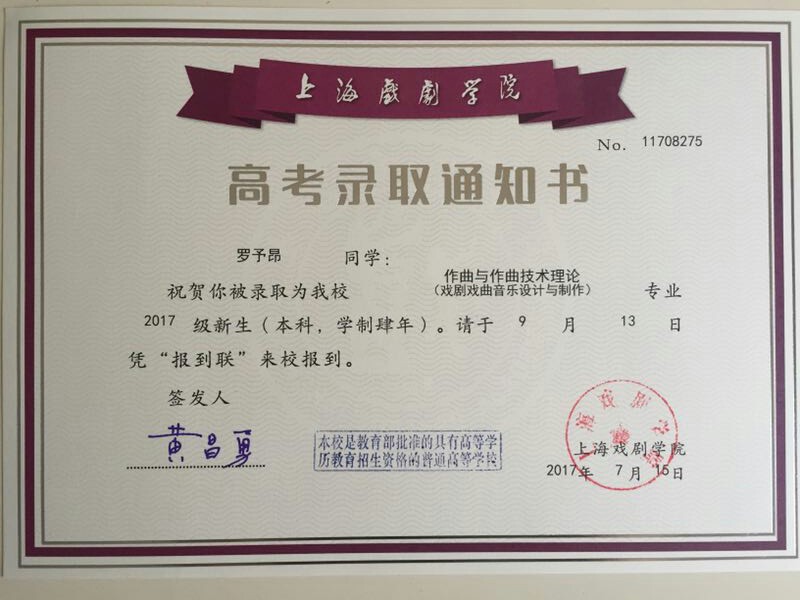 上海戏剧学院
No. 11708275
高考录取通知书
罗予昂 同学：
作曲与作曲技术理论
祝贺你被录取为我校 （戏剧戏曲音乐设计与制作） 专业
2017 级新生（本科，学制肆年）。请于 9 月 13 日
凭“报到联”来校报到。
签发人
黄昌勇
本校是教育部批准的具有高等学
历教育招生资格的普通高等学校
上海戏剧学院
上海戏剧学院
2017年 7 月 15日